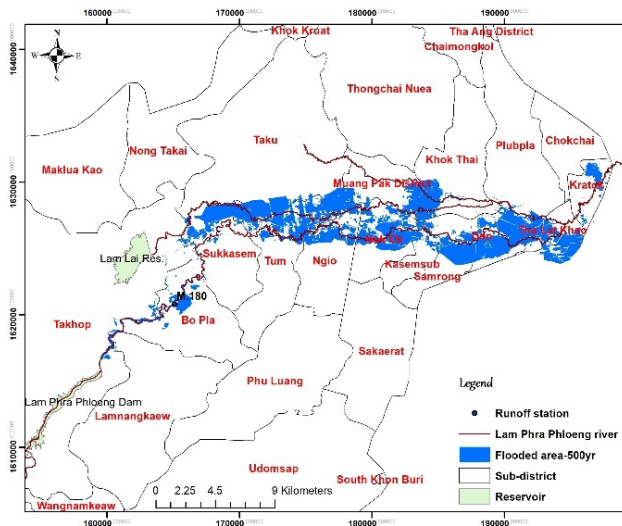 160000 170000 180000 190000
Khok Kruat
Tha Ang District
Chaimongkol
N
W E
S
1640000
Thongchai Nuea
Nong Takai
Taku
Plubpla
Chokchai
Maklua Kao
Khok Thai
1630000
Muang Pak District
Kratok
Tha Lat Khao
Sukkasem
Lam Lai Res.
Tum
Ngio
Kasemsub
Samrong
M.180
1620000
Takhop
Bo Pla
Sakaerat
Phu Luang
Lam Phra Phloeng Dam
Lamnangkaew
1610000
Udomsap
South Khon Buri
Wangnamkeaw
0 2.25 4.5 9 Kilometers
Legend
Runoff station
Lam Phra Phloeng river
Flooded area-500yr
Sub-district
Reservoir
160000 170000 180000 190000